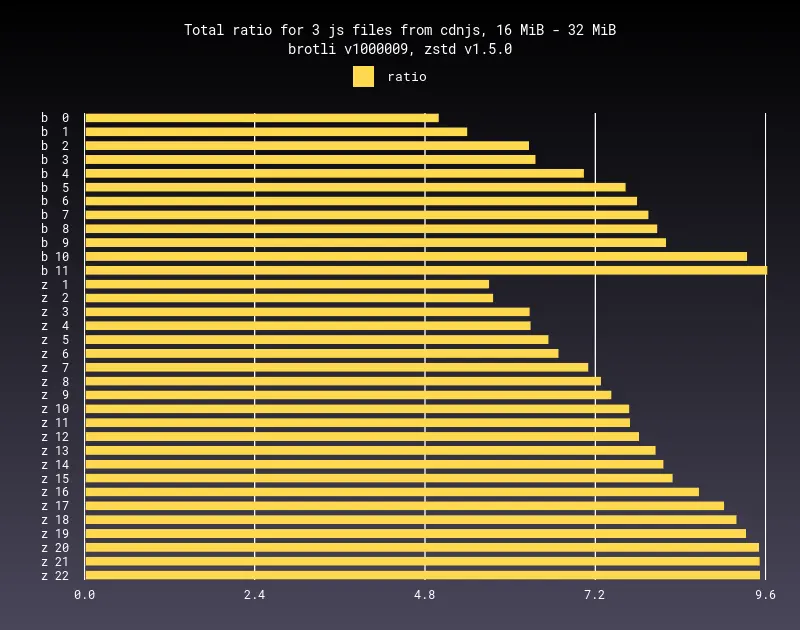 Total ratio for 3 js files from cdnjs, 16 MiB - 32 MiB
brotli v1000009, zstd v1.5.0
ratio
b 0
b 1
b 2
b 3
b 4
b 5
b 6
b 7
b 8
b 9
b 10
b 11
z 1
z 2
z 3
z 4
z 5
z 6
z 7
z 8
z 9
z 10
z 11
z 12
z 13
z 14
z 15
z 16
z 17
z 18
z 19
z 20
z 21
z 22
0.0 2.4 4.8 7.2 9.6